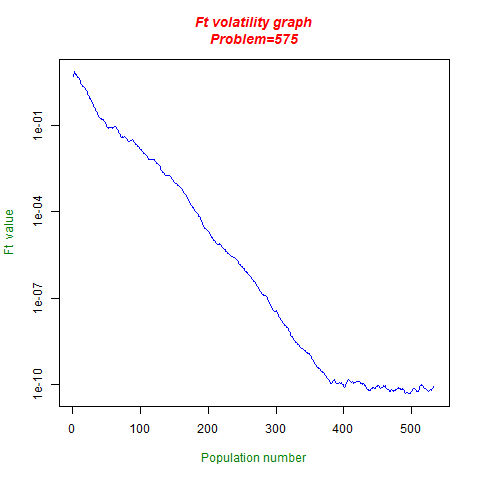 Ft volatility graph
Problem=575
Ft value
1e-01
1e-04
1e-07
1e-10
0 100 200 300 400 500
Population number